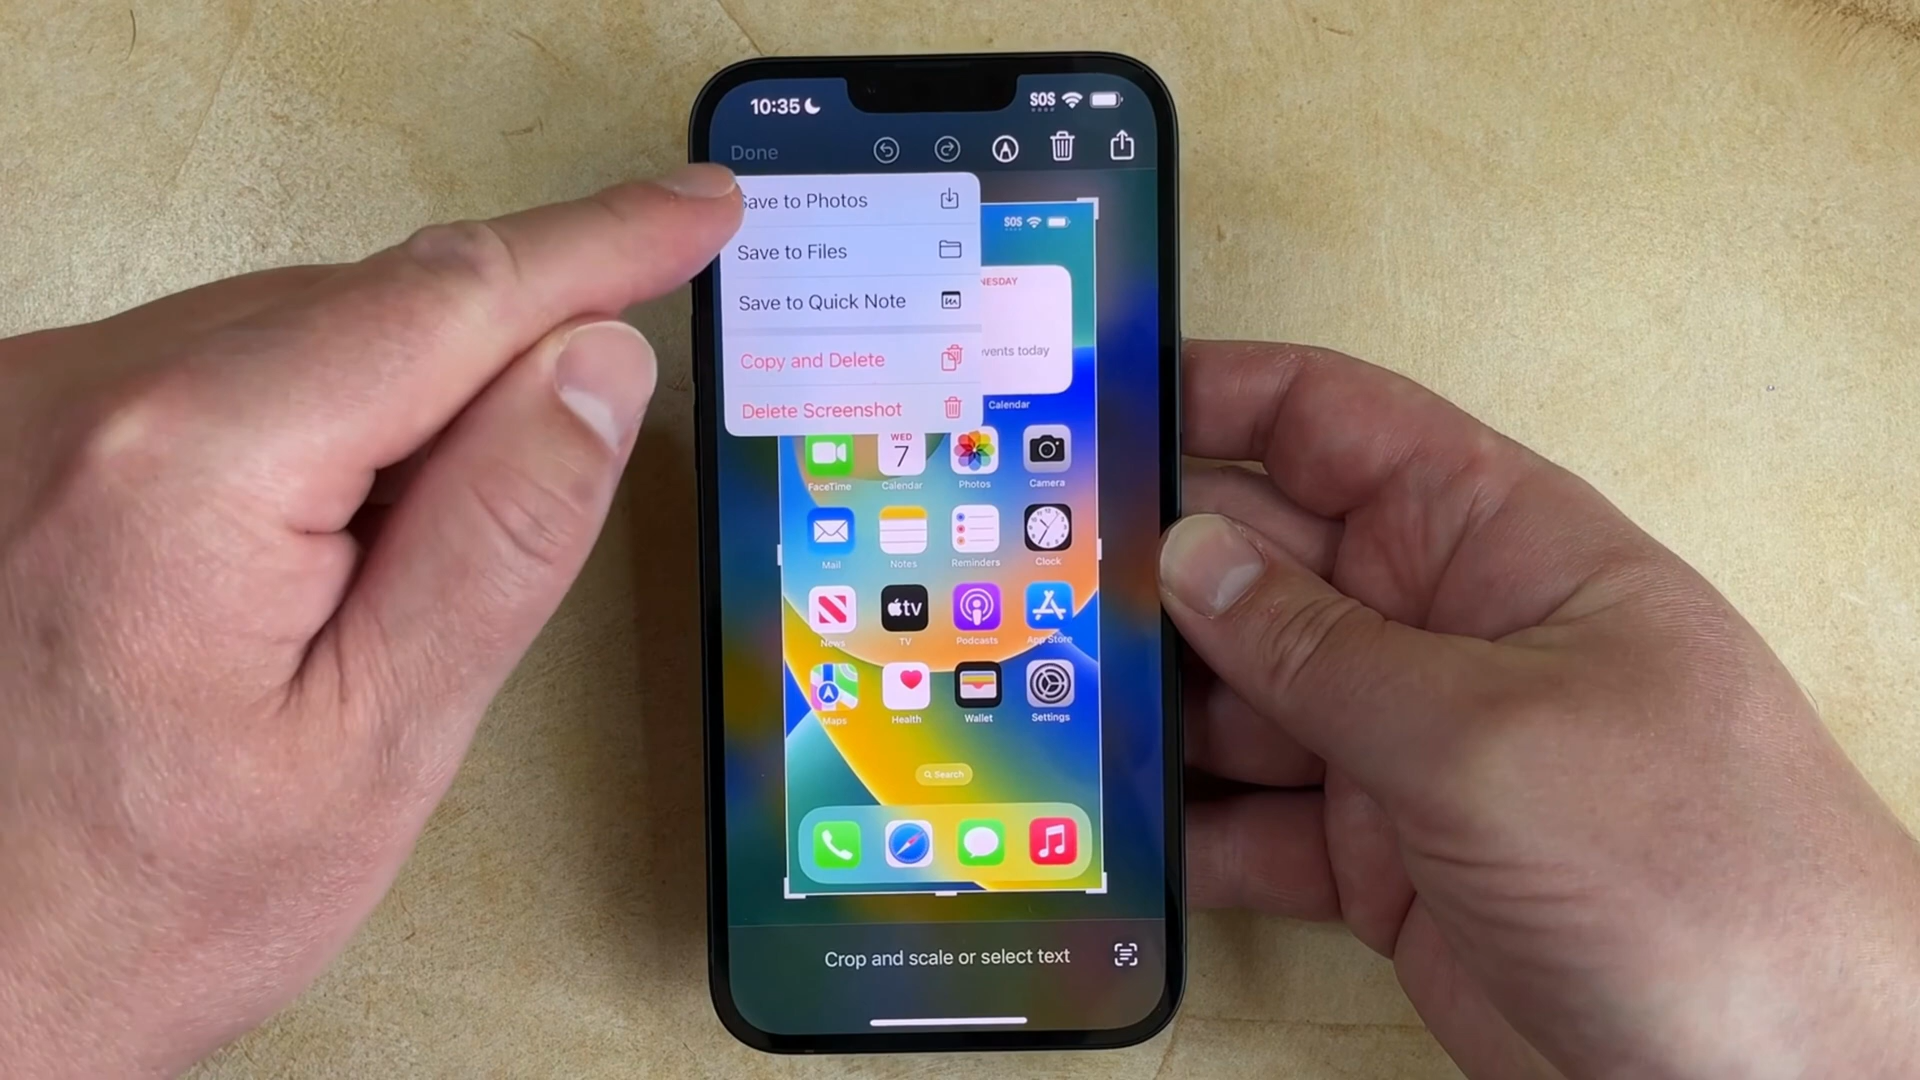 10:35
SOS
Done
Save to Photos
SOS
Save to Files
NESDAY
Save to Quick Note
vents today
Copy and Delete
Delete Screenshot
Calendar
WED
7
FaceTime
Calendar
Photos
Camera
Mail
Notes
Reminders
Clock
tv
News
TV
Podcasts
App Store
Maps
Health
Wallet
Settings
Search
Crop and scale or select text